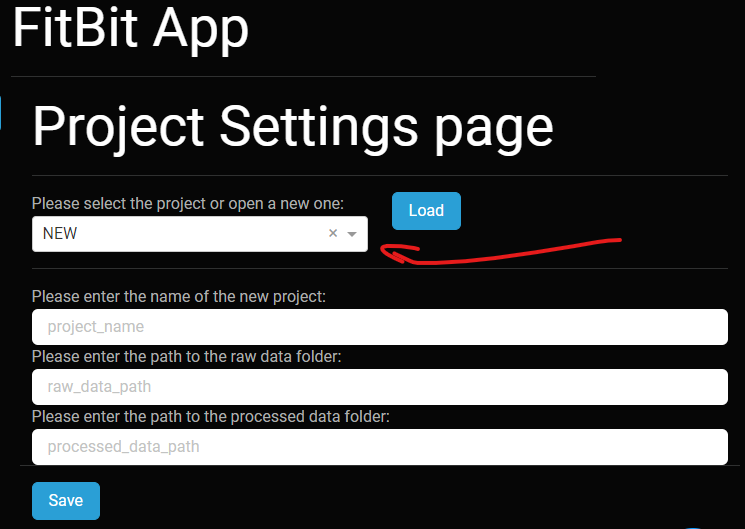 FitBit App
Project Settings page
Please select the project or open a new one:
Load
NEW
Please enter the name of the new project:
project_name
Please enter the path to the raw data folder:
raw_data_path
Please enter the path to the processed data folder:
processed_data_path
Save